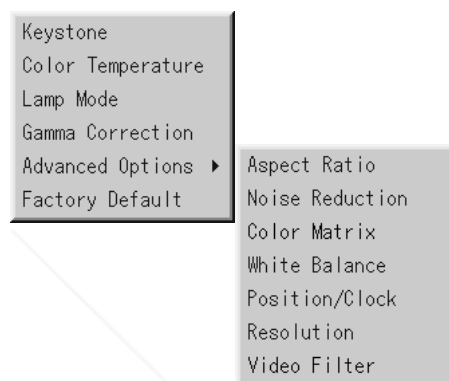 Keystone
Color Temperature
Lamp Mode
Gamma Correction
Advanced Options ▶
Factory Default
Aspect Ratio
Noise Reduction
Color Matrix
White Balance
Position/Clock
Resolution
Video Filter